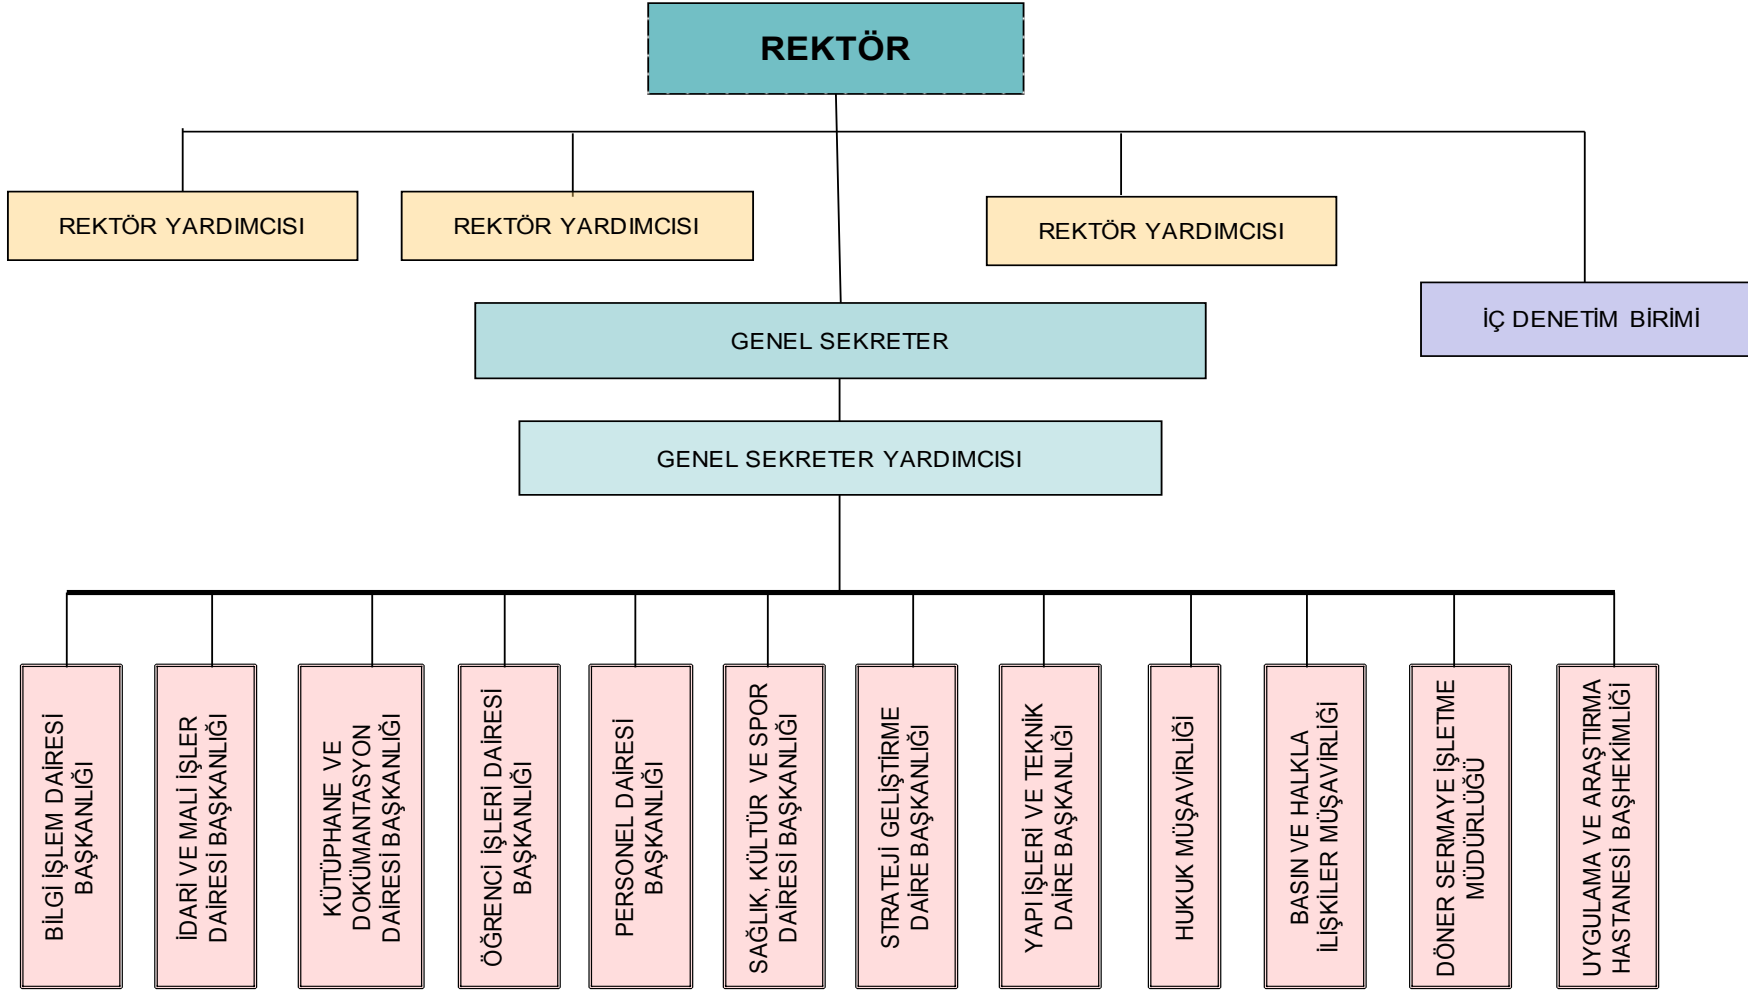 REKTÖR
REKTÖR YARDIMCISI
REKTÖR YARDIMCISI
REKTÖR YARDIMCISI
İÇ DENETİM BİRİMİ
GENEL SEKRETER
GENEL SEKRETER YARDIMCISI
BİLGİ İŞLEM DAİRESİ
BAŞKANLIĞI
İDARİ VE MALİ İŞLER
DAİRESİ BAŞKANLIĞI
KÜTÜPHANE VE
DOKÜMANTASYON
DAİRESİ BAŞKANLIĞI
ÖĞRENCİ İŞLERİ DAİRESİ
BAŞKANLIĞI
PERSONEL DAİRESİ
BAŞKANLIĞI
SAĞLIK, KÜLTÜR VE SPOR
DAİRESİ BAŞKANLIĞI
STRATEJİ GELİŞTİRME
DAİRE BAŞKANLIĞI
YAPI İŞLERİ VE TEKNİK
DAİRE BAŞKANLIĞI
HUKUK MÜŞAVİRLİĞİ
BASIN VE HALKLA
İLİŞKİLER MÜŞAVİRLİĞİ
DÖNER SERMAYE İŞLETME
MÜDÜRLÜĞÜ
UYGULAMA VE ARAŞTIRMA
HASTANESİ BAŞHEKİMLİĞİ